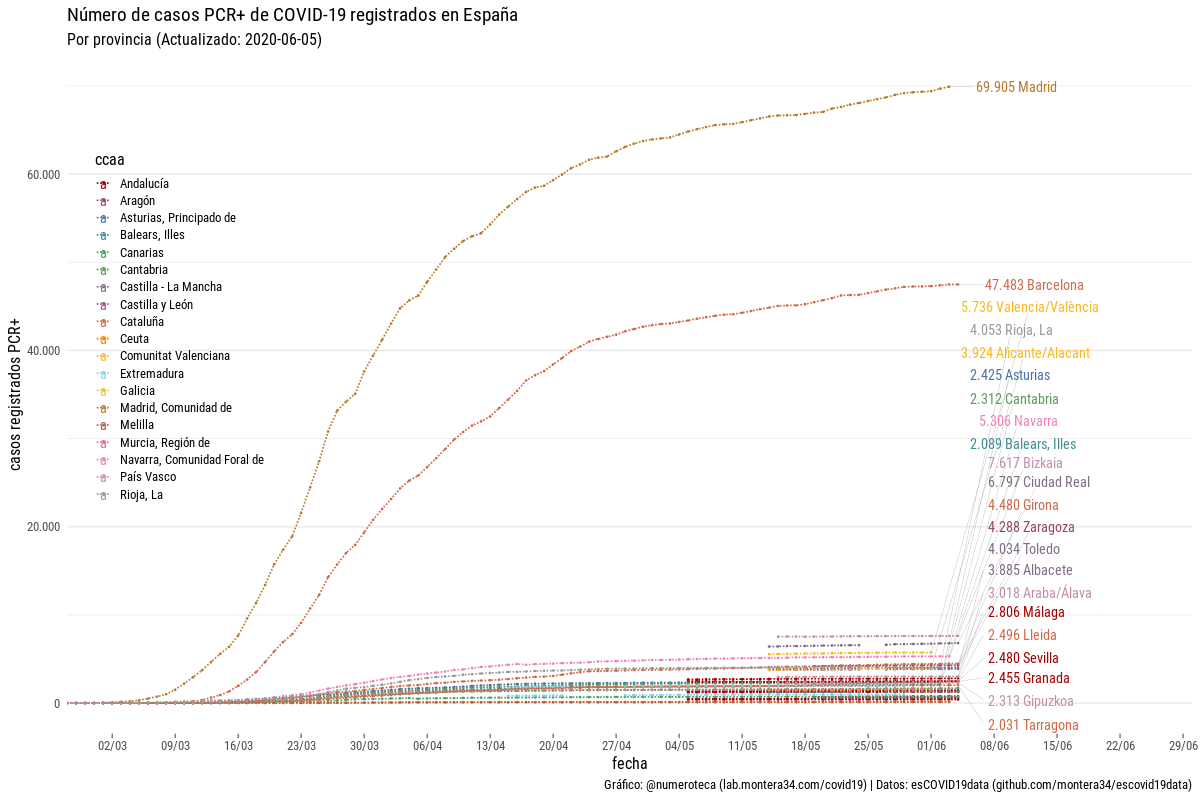 Número de casos PCR+ de COVID-19 registrados en España
Por provincia (Actualizado: 2020-06-05)
casos registrados PCR+
60.000
40.000
20.000
0
ccaa
a Andalucía
a Aragón
a Asturias, Principado de
a Balears, Illes
a Canarias
a Cantabria
a Castilla - La Mancha
a Castilla y León
a Cataluña
a Ceuta
a Comunitat Valenciana
a Extremadura
a Galicia
a Madrid, Comunidad de
a Melilla
a Murcia, Región de
a Navarra, Comunidad Foral de
a País Vasco
a Rioja, La
69.905 Madrid
47.483 Barcelona
5.736 Valencia/València
4.053 Rioja, La
3.924 Alicante/Alacant
2.425 Asturias
2.312 Cantabria
5.306 Navarra
2.089 Balears, Illes
7.617 Bizkaia
6.797 Ciudad Real
4.480 Girona
4.288 Zaragoza
4.034 Toledo
3.885 Albacete
3.018 Araba/Álava
2.806 Málaga
2.496 Lleida
2.480 Sevilla
2.455 Granada
2.313 Gipuzkoa
2.031 Tarragona
02/03 09/03 16/03 23/03 30/03 06/04 13/04 20/04 27/04 04/05 11/05 18/05 25/05 01/06 08/06 15/06 22/06 29/06
fecha
Gráfico: @numeroteca (lab.montera34.com/covid19) | Datos: esCOVID19data (github.com/montera34/escovid19data)